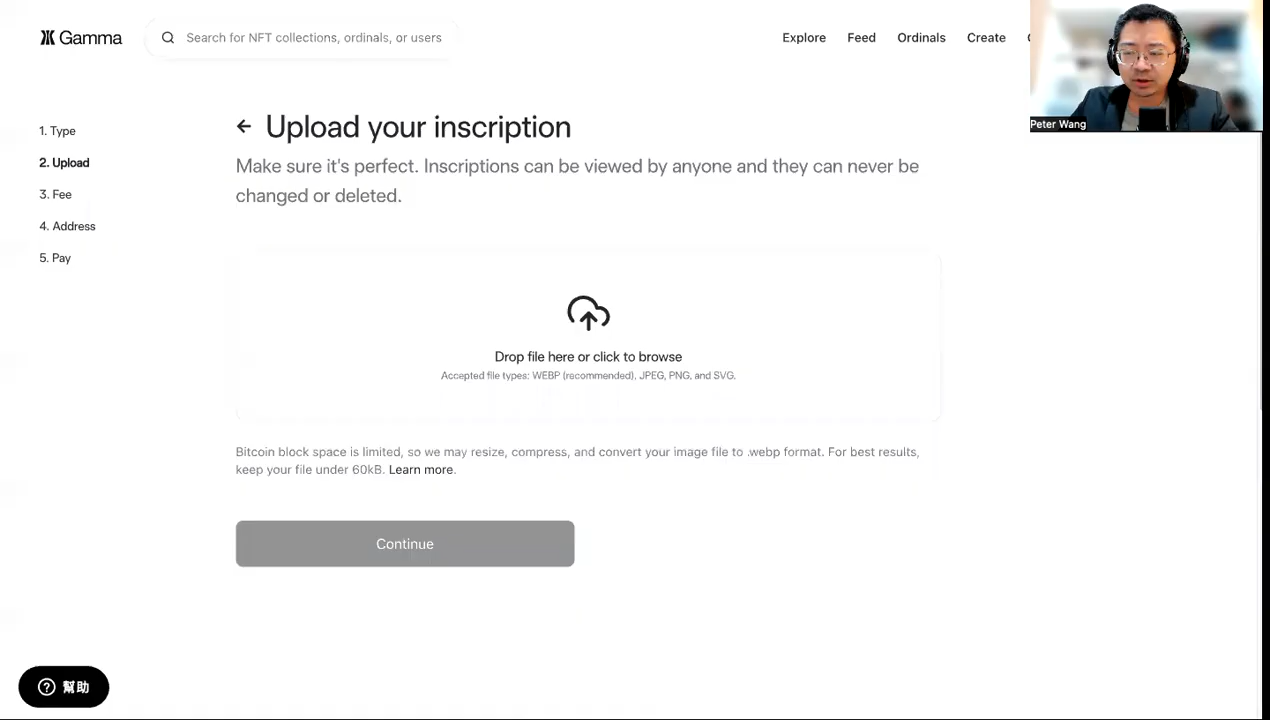 Gamma
Search for NFT collections, ordinals, or users
Explore Feed Ordinals Create
Peter Wang
1. Type
2. Upload
3. Fee
4. Address
5. Pay
Upload your inscription
Make sure it's perfect. Inscriptions can be viewed by anyone and they can never be
changed or deleted.
Drop file here or click to browse
Accepted file types: WEBP (recommended), JPEG, PNG, and SVG.
Bitcoin block space is limited, so we may resize, compress, and convert your image file to .webp format. For best results,
keep your file under 60kB. Learn more.
Continue
幫助